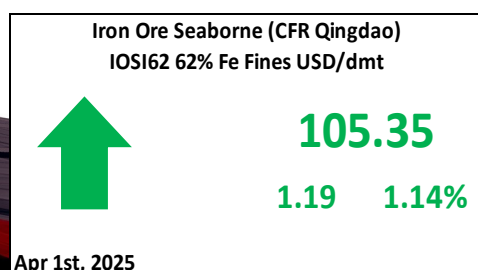 Iron Ore Seaborne (CFR Qingdao)
IOSI62 62% Fe Fines USD/dmt
105.35
1.19 1.14%
Apr 1st, 2025